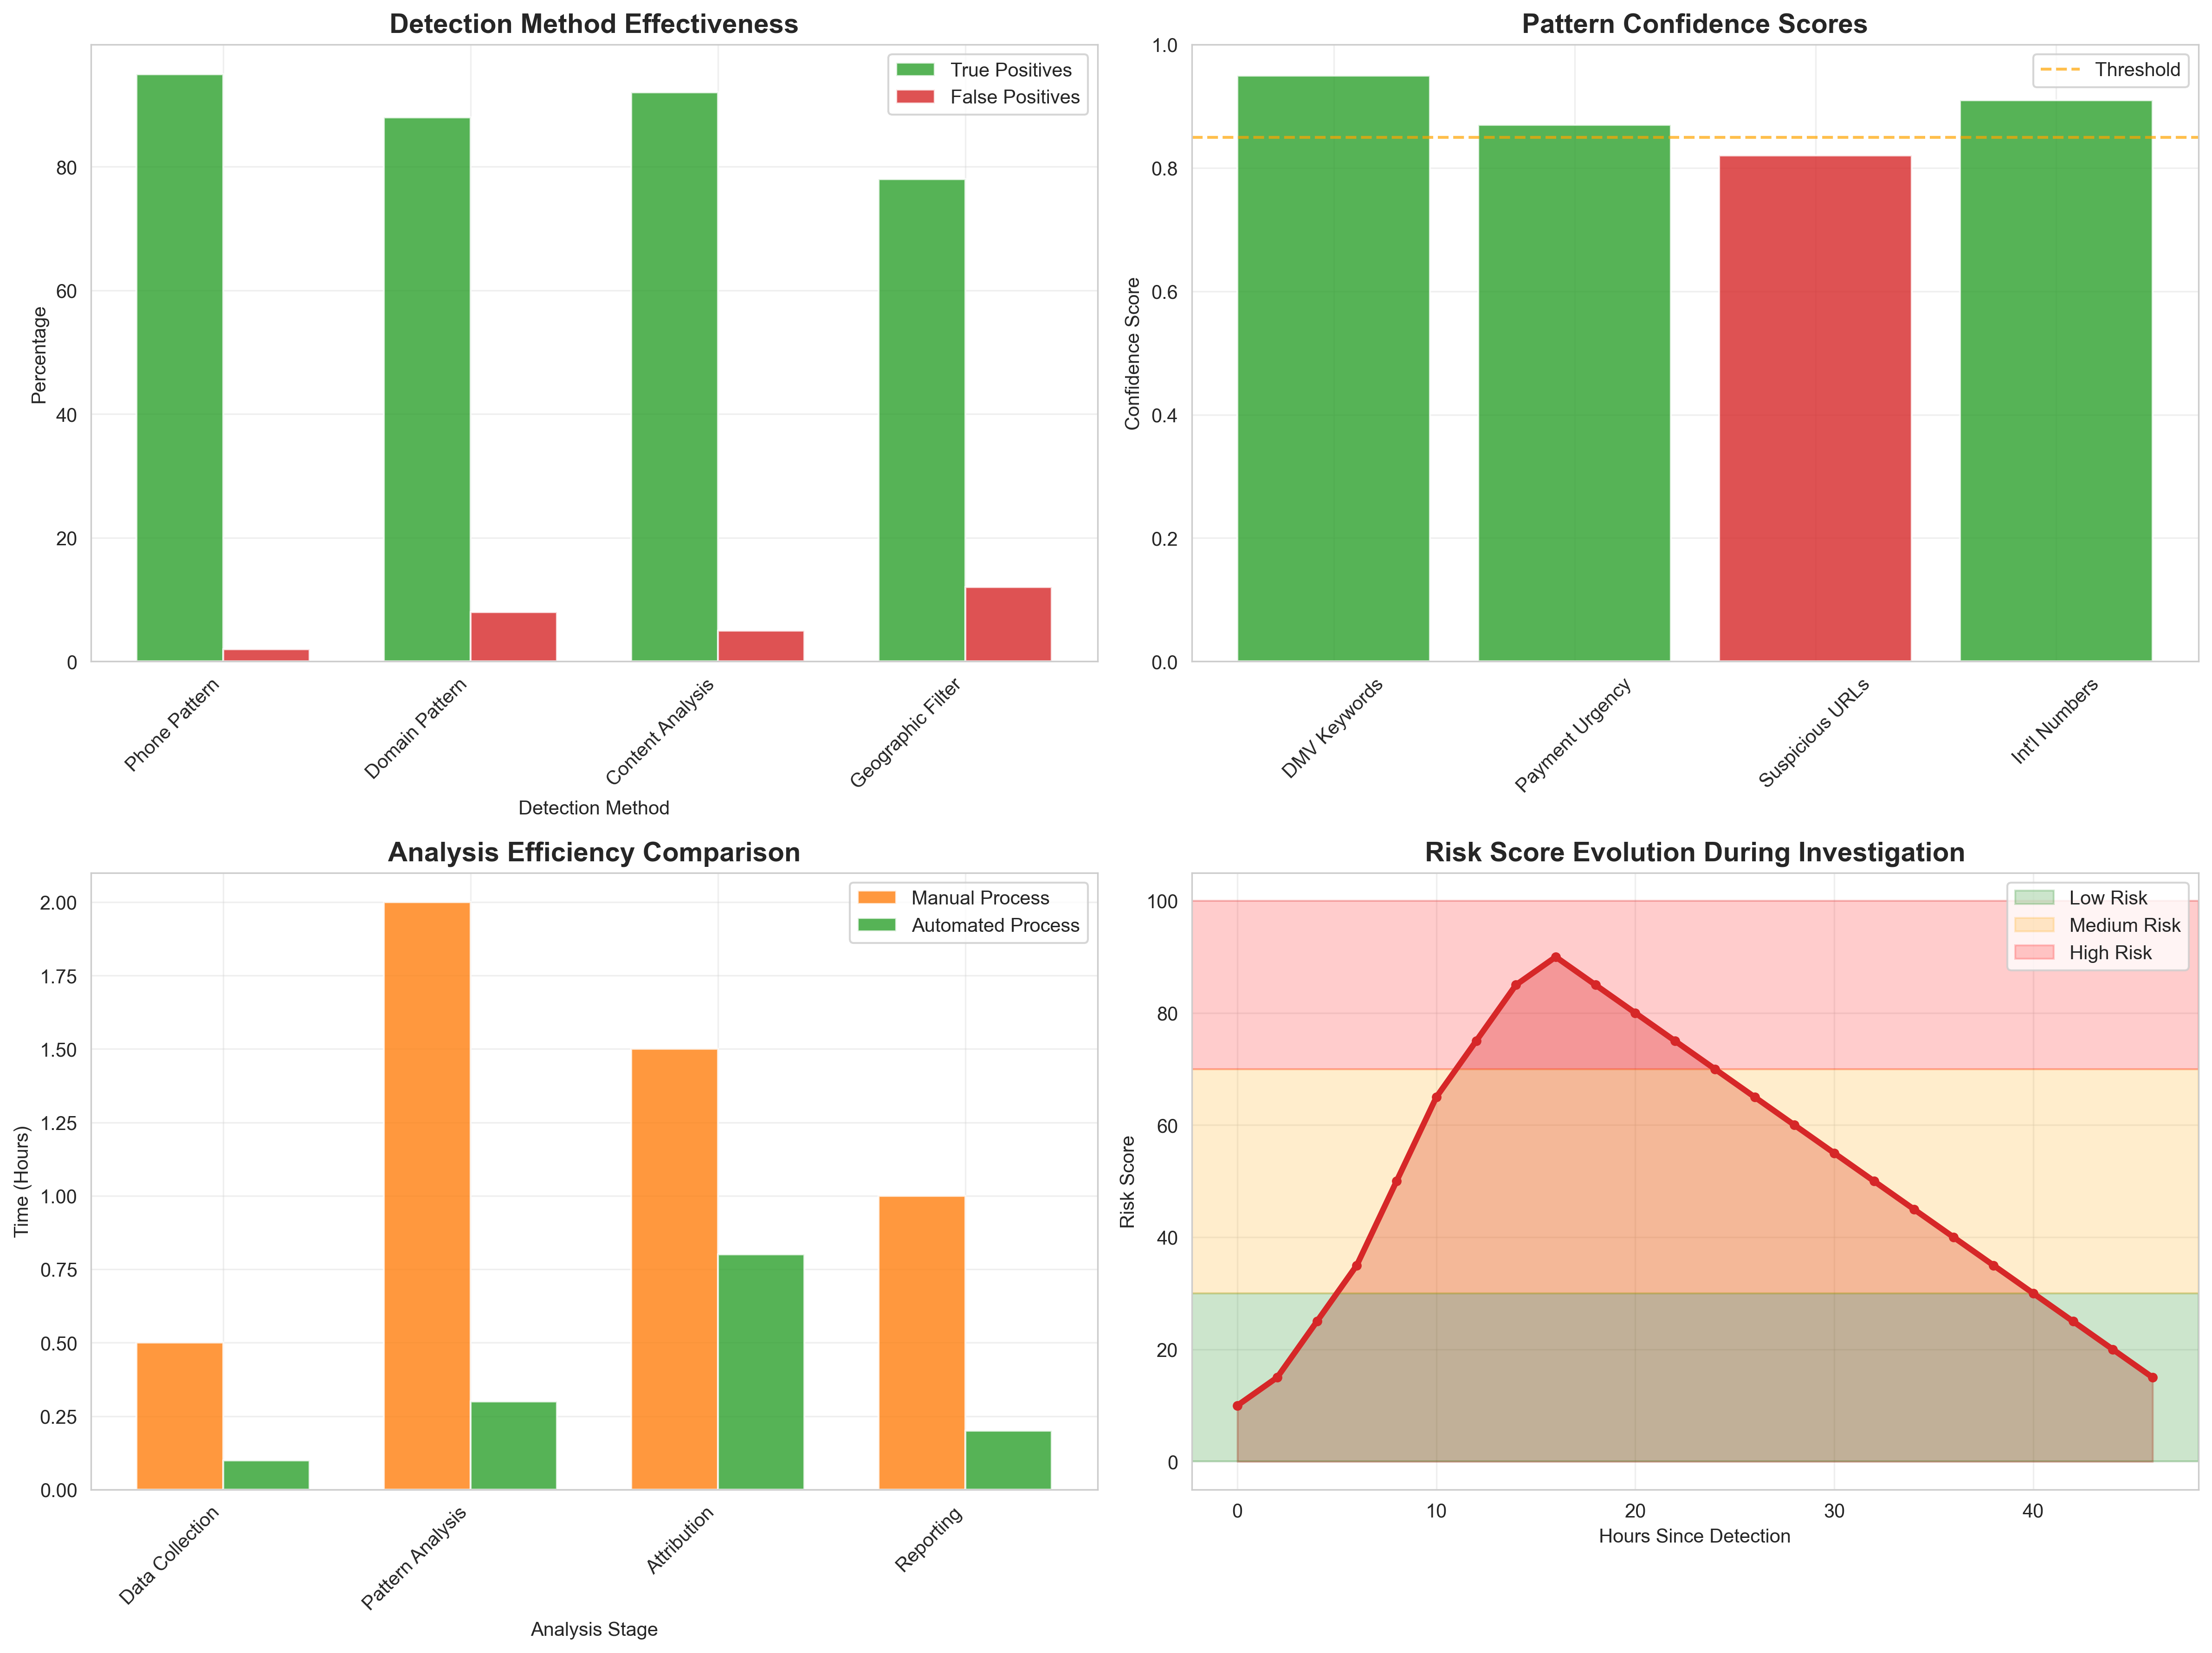 Detection Method Effectiveness
True Positives
False Positives
Percentage
80
60
40
20
0
Phone Pattern
Domain Pattern
Content Analysis
Geographic Filter
Detection Method
Pattern Confidence Scores
Threshold
Confidence Score
1.0
0.8
0.6
0.4
0.2
0.0
DMV Keywords
Payment Urgency
Suspicious URLs
Int'l Numbers
Analysis Efficiency Comparison
Manual Process
Automated Process
Time (Hours)
2.00
1.75
1.50
1.25
1.00
0.75
0.50
0.25
0.00
Data Collection
Pattern Analysis
Attribution
Reporting
Analysis Stage
Risk Score Evolution During Investigation
Low Risk
Medium Risk
High Risk
Risk Score
100
80
60
40
20
0
0
10
20
30
40
Hours Since Detection